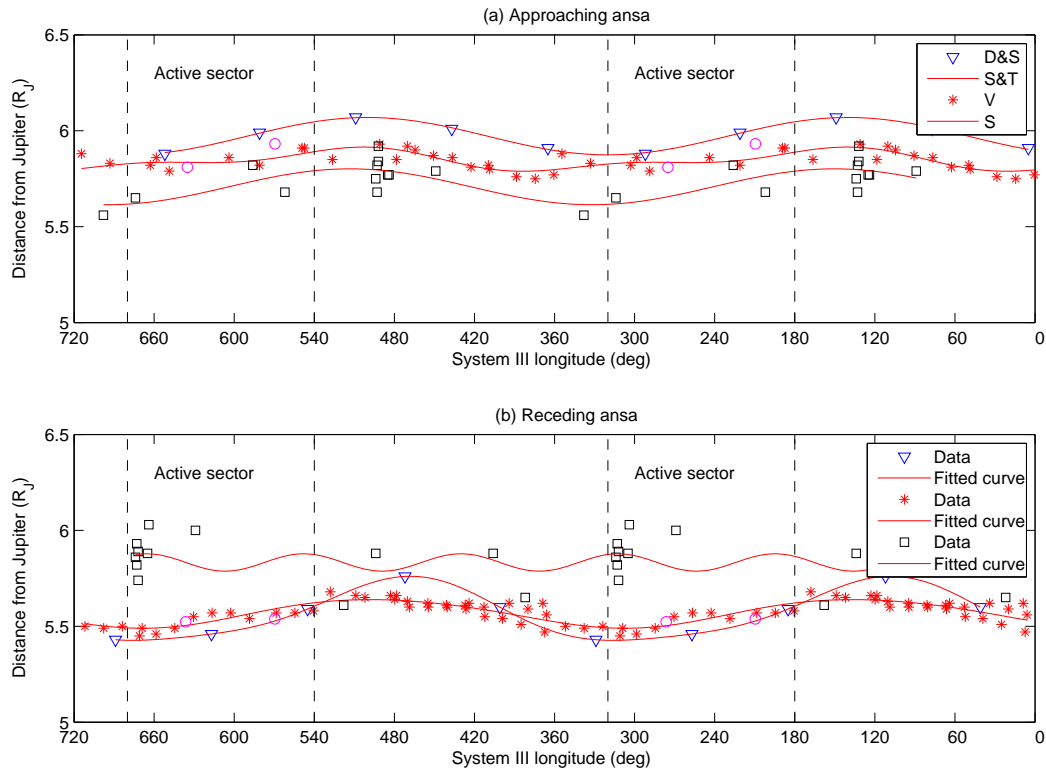 (a) Approaching ansa
6.5
6
5.5
5
Distance from Jupiter (R_J)
Active sector
Active sector
D&S
S&T
V
S
720 660 600 540 480 420 360 300 240 180 120 60 0
System III longitude (deg)
(b) Receding ansa
6.5
6
5.5
5
Distance from Jupiter (R_J)
Active sector
Active sector
Data
Fitted curve
Data
Fitted curve
Data
Fitted curve
720 660 600 540 480 420 360 300 240 180 120 60 0
System III longitude (deg)